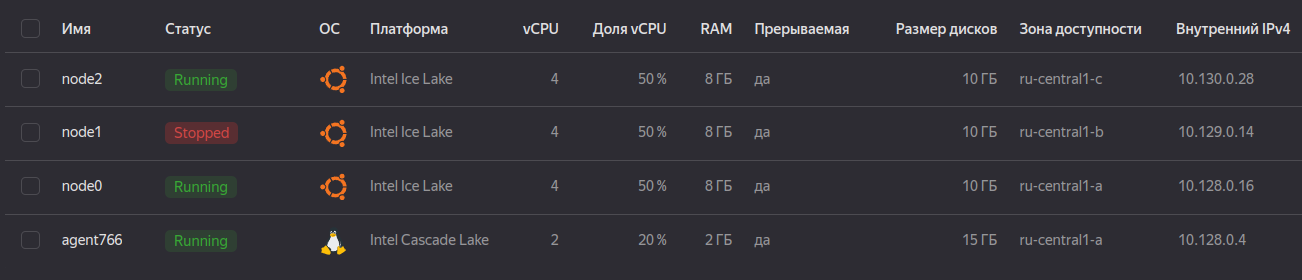 Имя Статус ОС Платформа vCPU Доля vCPU RAM Прерываемая Размер дисков Зона доступности Внутренний IPv4
node2 Running Intel Ice Lake 4 50 % 8 ГБ да 10 ГБ ru-central1-c 10.130.0.28
node1 Stopped Intel Ice Lake 4 50 % 8 ГБ да 10 ГБ ru-central1-b 10.129.0.14
node0 Running Intel Ice Lake 4 50 % 8 ГБ да 10 ГБ ru-central1-a 10.128.0.16
agent766 Running Intel Cascade Lake 2 20 % 2 ГБ да 15 ГБ ru-central1-a 10.128.0.4